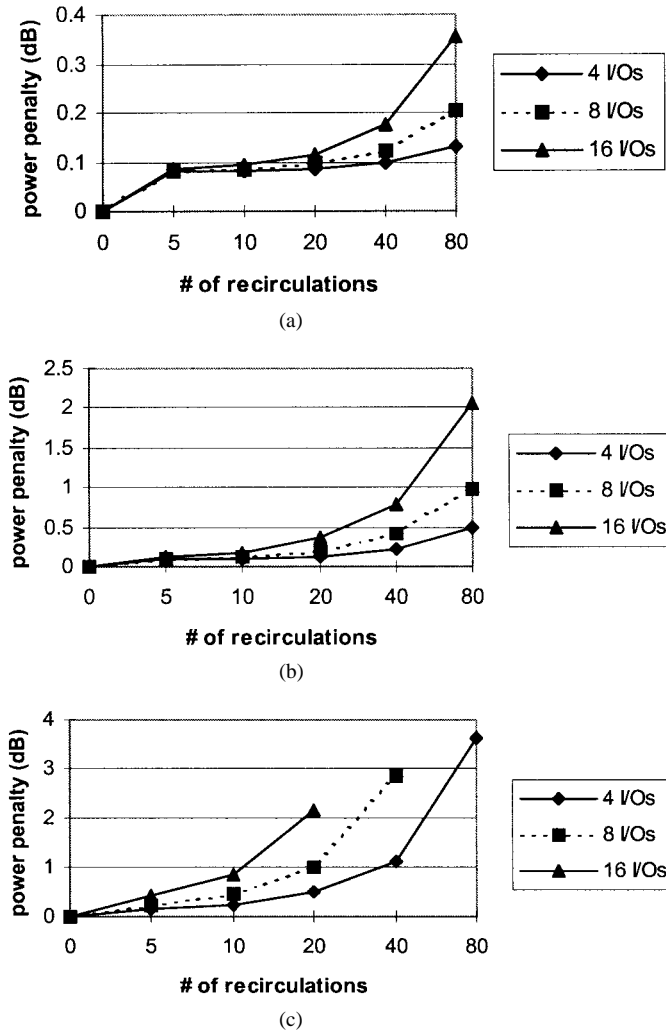 power penalty (dB)
0.4
0.3
0.2
0.1
0
0 5 10 20 40 80
# of recirculations
4 I/Os
8 I/Os
16 I/Os
(a)
power penalty (dB)
2.5
2
1.5
1
0.5
0
0 5 10 20 40 80
# of recirculations
4 I/Os
8 I/Os
16 I/Os
(b)
power penalty (dB)
4
3
2
1
0
0 5 10 20 40 80
# of recirculations
4 I/Os
8 I/Os
16 I/Os
(c)